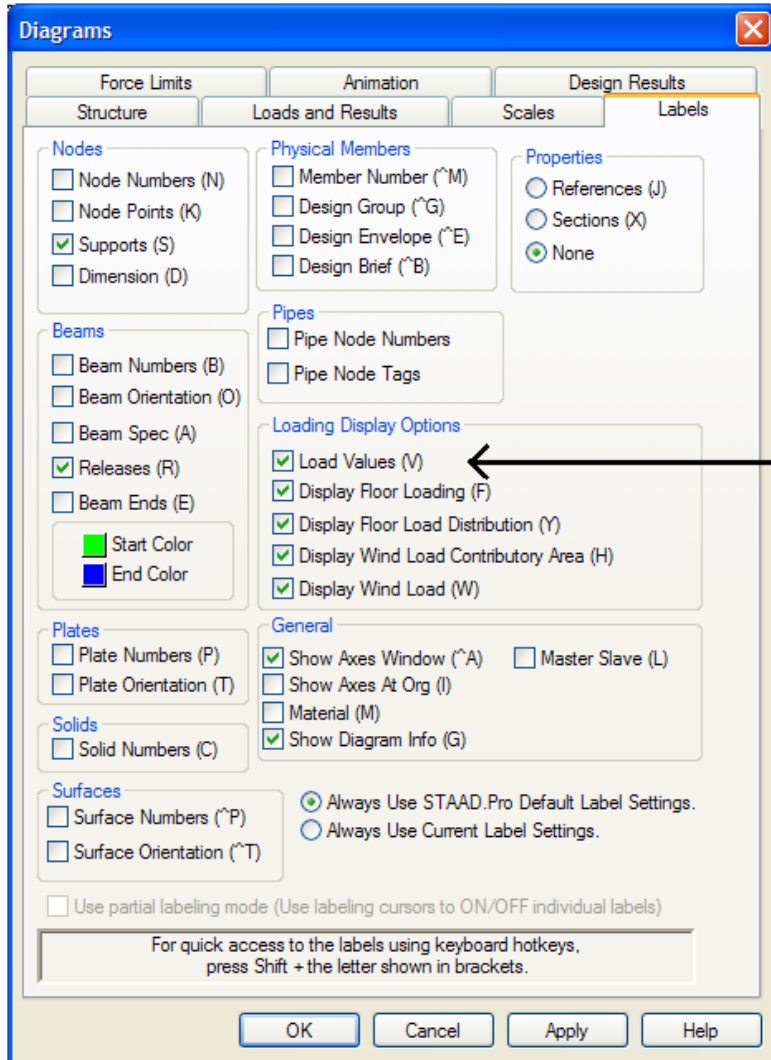 Diagrams
Force Limits
Animation
Design Results
Structure
Loads and Results
Scales
Labels
Nodes
Node Numbers (N)
Node Points (K)
Supports (S)
Dimension (D)
Physical Members
Member Number (^M)
Design Group (^G)
Design Envelope (^E)
Design Brief (^B)
Properties
References (J)
Sections (X)
None
Beams
Beam Numbers (B)
Beam Orientation (O)
Beam Spec (A)
Releases (R)
Beam Ends (E)
Start Color
End Color
Pipes
Pipe Node Numbers
Pipe Node Tags
Loading Display Options
Load Values (V)
Display Floor Loading (F)
Display Floor Load Distribution (Y)
Display Wind Load Contributory Area (H)
Display Wind Load (W)
Plates
Plate Numbers (P)
Plate Orientation (T)
General
Show Axes Window (^A)
Master Slave (L)
Show Axes At Org (I)
Material (M)
Show Diagram Info (G)
Solids
Solid Numbers (C)
Surfaces
Surface Numbers (^P)
Surface Orientation (^T)
Always Use STAAD.Pro Default Label Settings.
Always Use Current Label Settings.
Use partial labeling mode (Use labeling cursors to ON/OFF individual labels)
For quick access to the labels using keyboard hotkeys,
press Shift + the letter shown in brackets.
OK
Cancel
Apply
Help